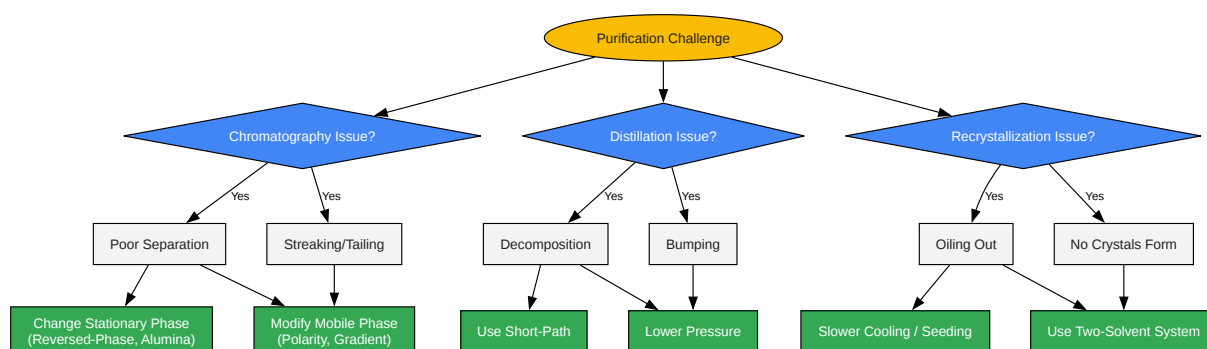 Purification Challenge
Chromatography Issue?
Distillation Issue?
Recrystallization Issue?
Yes
Yes
Yes
Yes
Yes
Yes
Poor Separation
Streaking/Tailing
Decomposition
Bumping
Oiling Out
No Crystals Form
Change Stationary Phase
(Reversed-Phase, Alumina)
Modify Mobile Phase
(Polarity, Gradient)
Use Short-Path
Lower Pressure
Slower Cooling / Seeding
Use Two-Solvent System